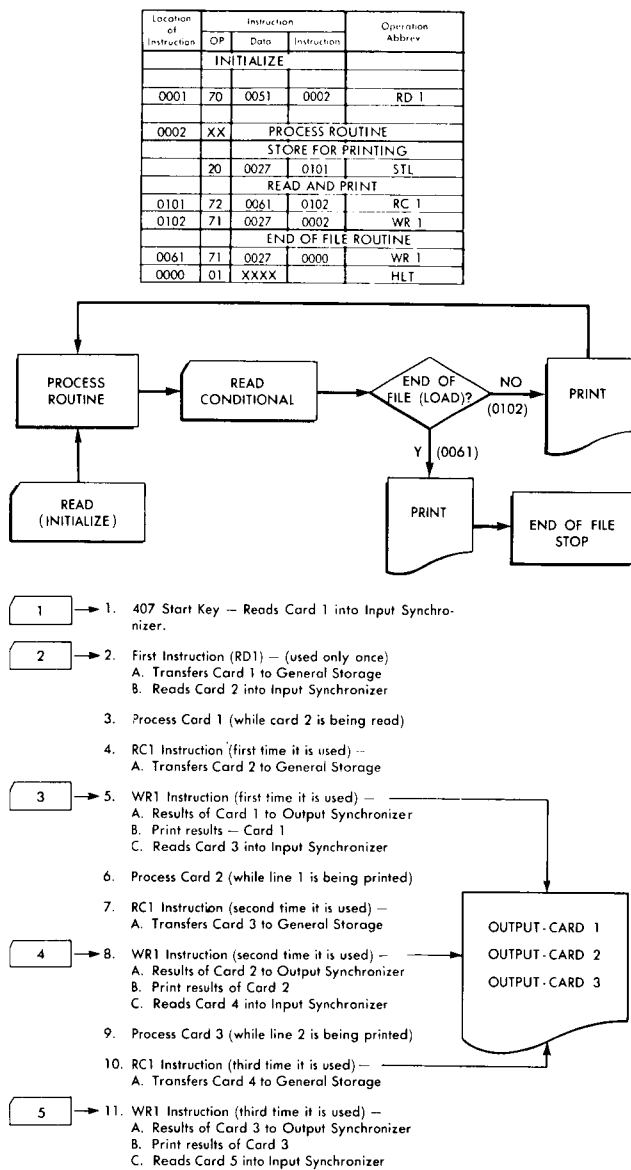 Location of Instruction
Instruction
Operation Abbrev
OP Data Instruction
INITIALIZE
0001 70 0051 0002 RD 1
0002 XX PROCESS ROUTINE
STORE FOR PRINTING
20 0027 0101 STL
READ AND PRINT
0101 72 0061 0102 RC 1
0102 71 0027 0002 WR 1
END OF FILE ROUTINE
0061 71 0027 0000 WR 1
0000 01 XXXX HLT
PROCESS
ROUTINE
READ
CONDITIONAL
END OF
FILE (LOAD)?
NO
(0102)
PRINT
Y (0061)
READ
(INITIALIZE)
PRINT
END OF FILE
STOP
1 1. 407 Start Key — Reads Card 1 into Input Synchro-
nizer.
2 2. First Instruction (RD1) — (used only once)
A. Transfers Card 1 to General Storage
B. Reads Card 2 into Input Synchronizer
3. Process Card 1 (while card 2 is being read)
4. RC1 Instruction (first time it is used) —
A. Transfers Card 2 to General Storage
3 5. WR1 Instruction (first time it is used) —
A. Results of Card 1 to Output Synchronizer
B. Print results — Card 1
C. Reads Card 3 into Input Synchronizer
6. Process Card 2 (while line 1 is being printed)
7. RC1 Instruction (second time it is used) —
A. Transfers Card 3 to General Storage
4 8. WR1 Instruction (second time it is used) —
A. Results of Card 2 to Output Synchronizer
B. Print results of Card 2
C. Reads Card 4 into Input Synchronizer
9. Process Card 3 (while line 2 is being printed)
10. RC1 Instruction (third time it is used) —
A. Transfers Card 4 to General Storage
5 11. WR1 Instruction (third time it is used) —
A. Results of Card 3 to Output Synchronizer
B. Print results of Card 3
C. Reads Card 5 into Input Synchronizer
OUTPUT-CARD 1
OUTPUT-CARD 2
OUTPUT-CARD 3